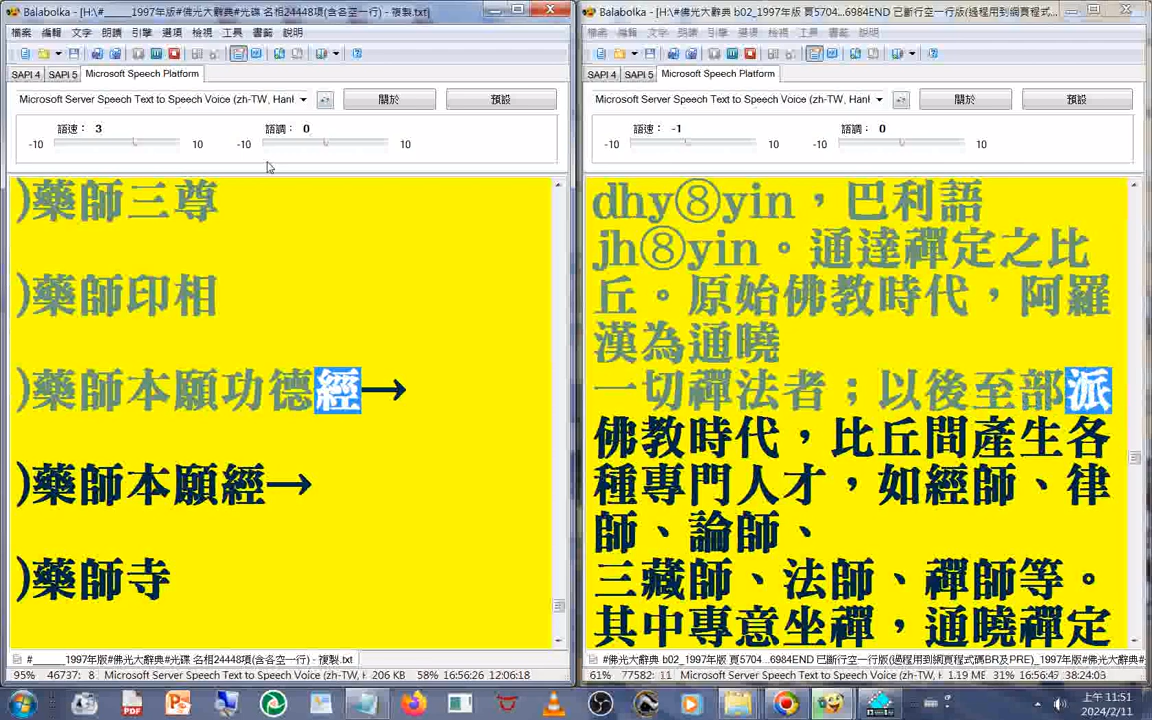 Balabolka - [H:\#_____1997年版#佛光大辭典#光碟 名相24448項(含各空一行) - 複製.txt]
檔案 編輯 文字 朗讀 引擎 選項 檢視 工具 書籤 說明
SAPI 4 SAPI 5 Microsoft Speech Platform
Microsoft Server Speech Text to Speech Voice (zh-TW, Hanl 關於 預設
語速： 3 語調： 0
-10 10 -10 10
)藥師三尊
)藥師印相
)藥師本願功德經→
)藥師本願經→
)藥師寺
#_____1997年版#佛光大辭典#光碟 名相24448項(含各空一行) - 複製.txt
95% 46737: 8 Microsoft Server Speech Text to Speech Voice (zh-TW, H 206 KB 58% 16:56:26 12:06:18
Balabolka - [H:\#佛光大辭典 b02_1997年版 頁5704...6984END 已斷行空一行版(過程用到網頁程式...
檔案 編輯 文字 朗讀 引擎 選項 檢視 工具 書籤 說明
SAPI 4 SAPI 5 Microsoft Speech Platform
Microsoft Server Speech Text to Speech Voice (zh-TW, Hanl 關於 預設
語速： -1 語調： 0
-10 10 -10 10
dhy⑧yin，巴利語
jh⑧yin。通達禪定之比
丘。原始佛教時代，阿羅
漢為通曉
一切禪法者；以後至部派
佛教時代，比丘間產生各
種專門人才，如經師、律
師、論師、
三藏師、法師、禪師等。
其中專意坐禪，通曉禪定
#佛光大辭典 b02_1997年版 頁5704...6984END 已斷行空一行版(過程用到網頁程式碼BR及PRE)_1997年版#佛光大辭典#
61% 77582: 11 Microsoft Server Speech Text to Speech Voice (zh-TW, H 1.19 ME 31% 16:56:47 38:24:03
上午 11:51
2024/2/11